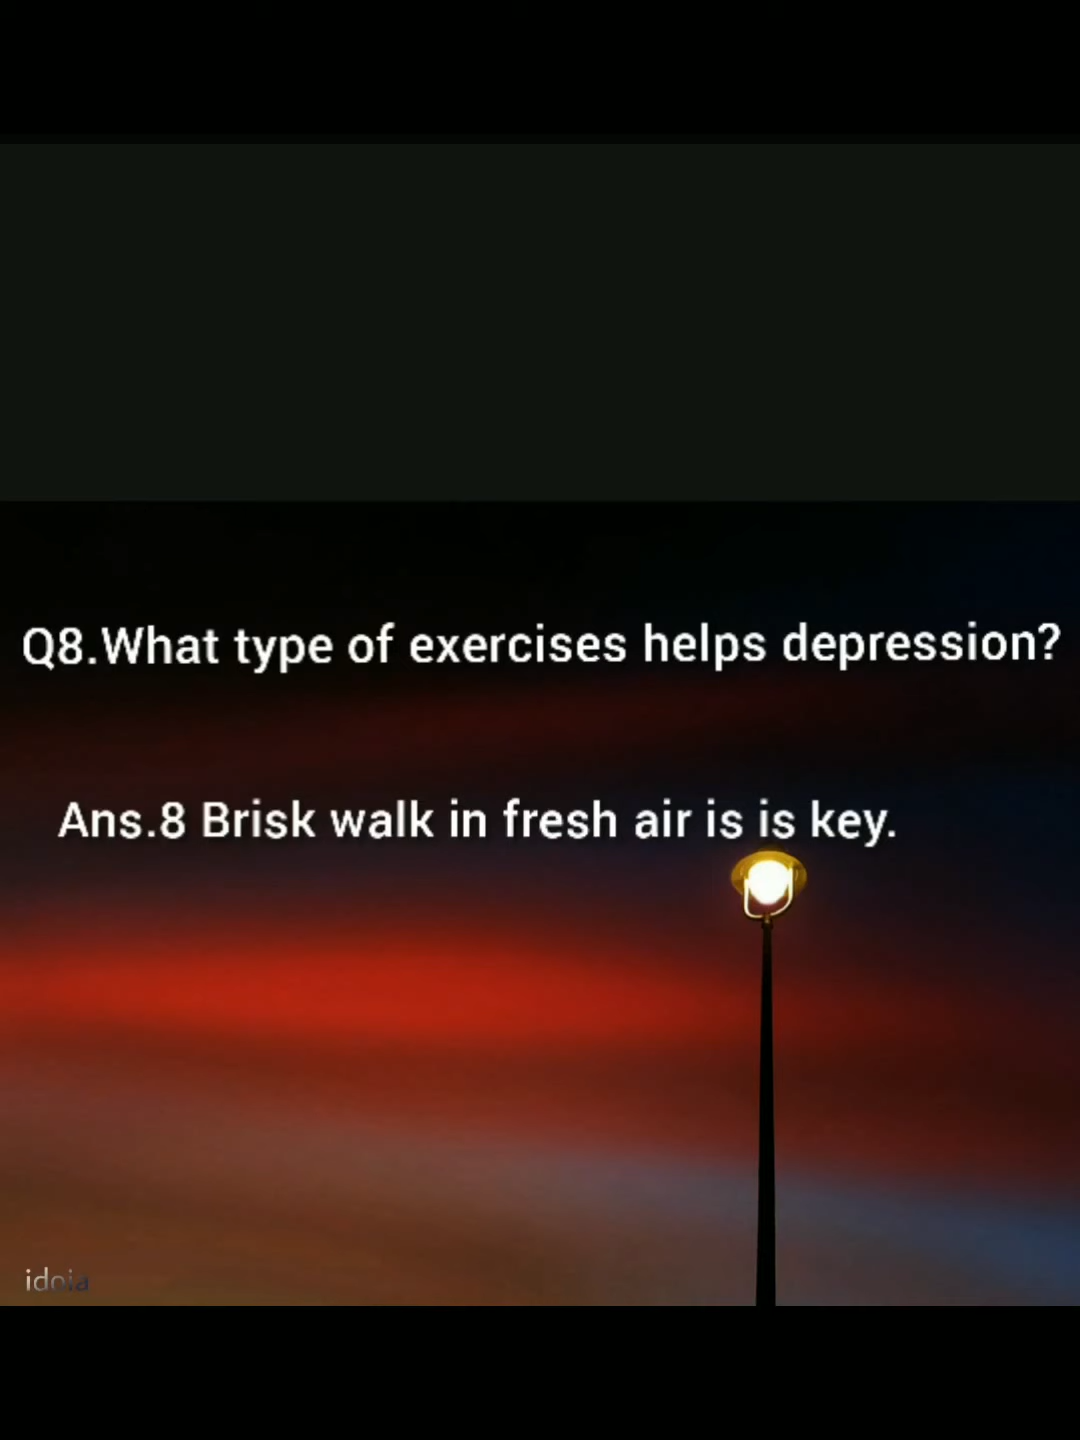 Q8.What type of exercises helps depression?
Ans.8 Brisk walk in fresh air is is key.
idoia